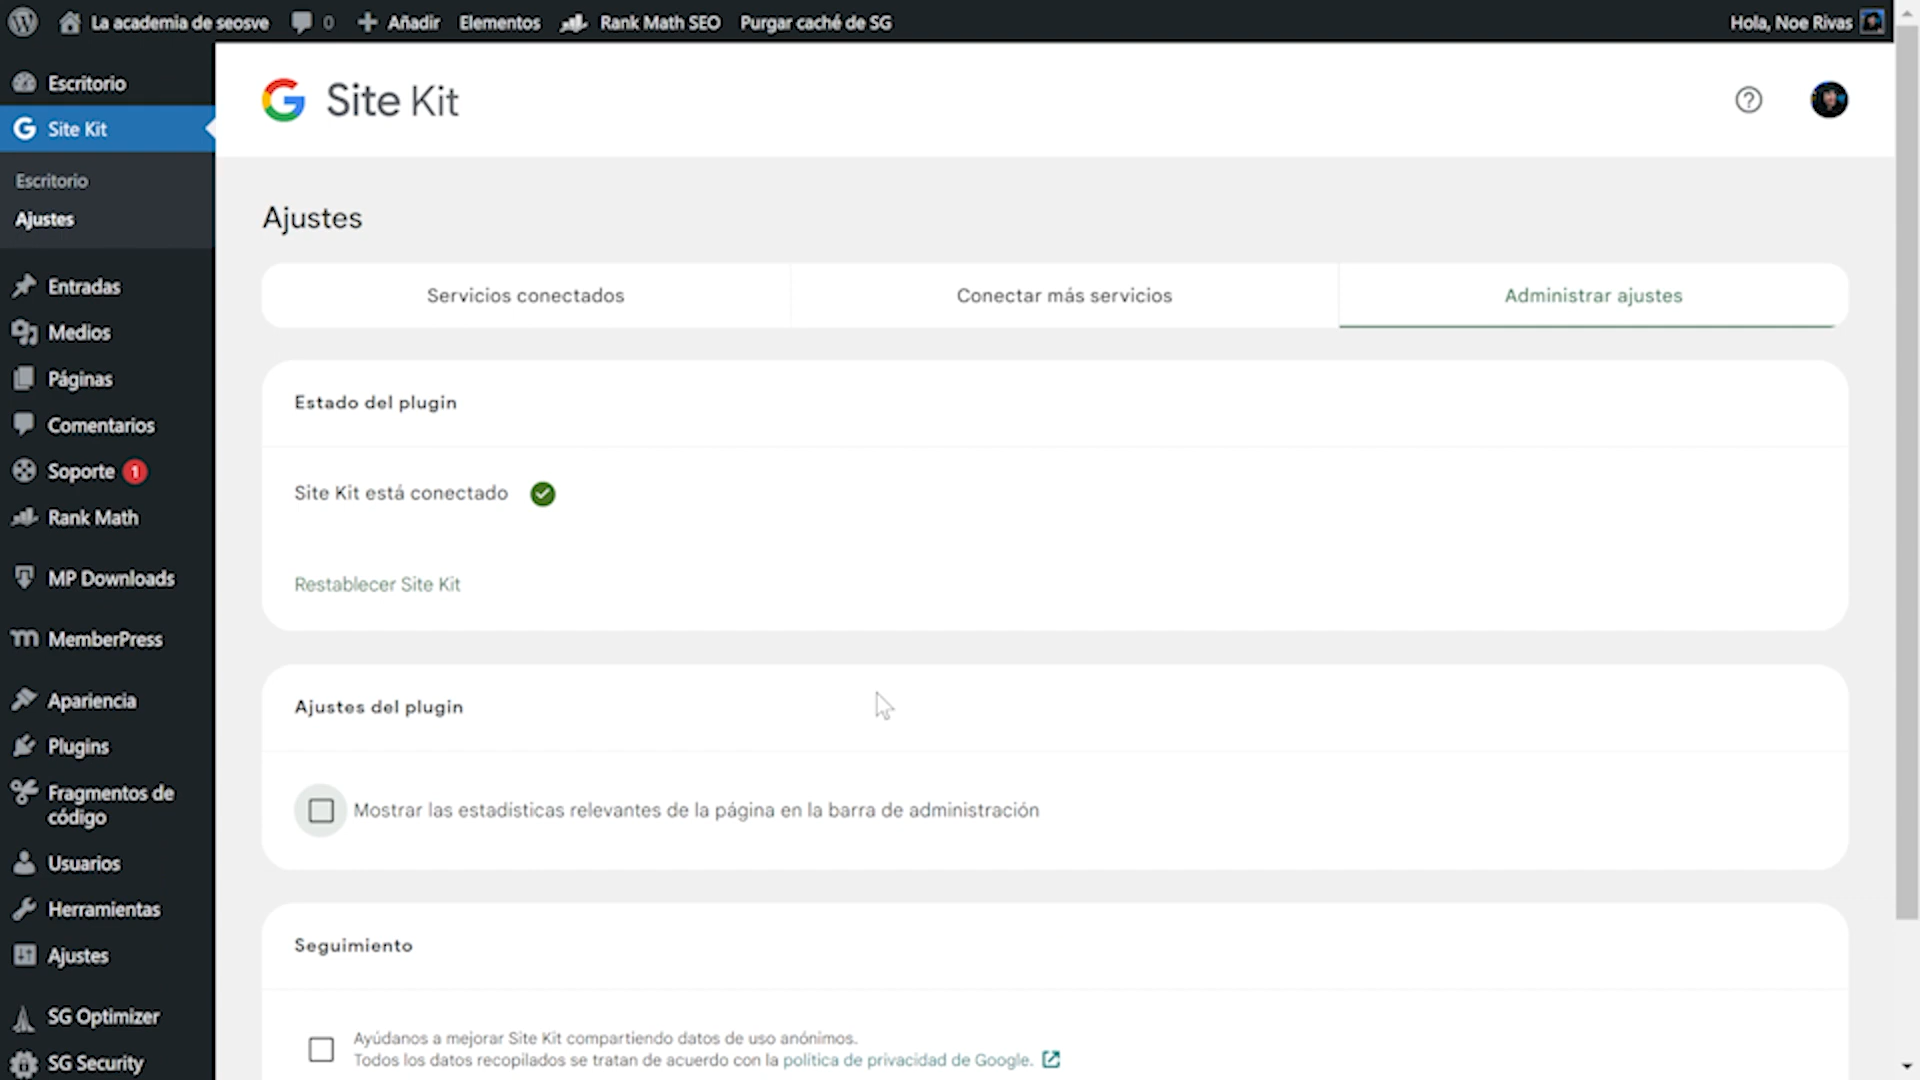 La academia de seosve
0
Añadir
Elementos
Rank Math SEO
Purgar caché de SG
Hola, Noe Rivas
Escritorio
Site Kit
Escritorio
Ajustes
Entradas
Medios
Páginas
Comentarios
Soporte 1
Rank Math
MP Downloads
MemberPress
Apariencia
Plugins
Fragmentos de
código
Usuarios
Herramientas
Ajustes
SG Optimizer
SG Security
Site Kit
Ajustes
Servicios conectados
Conectar más servicios
Administrar ajustes
Estado del plugin
Site Kit está conectado
Restablecer Site Kit
Ajustes del plugin
Mostrar las estadísticas relevantes de la página en la barra de administración
Seguimiento
Ayúdanos a mejorar Site Kit compartiendo datos de uso anónimos.
Todos los datos recopilados se tratan de acuerdo con la política de privacidad de Google.